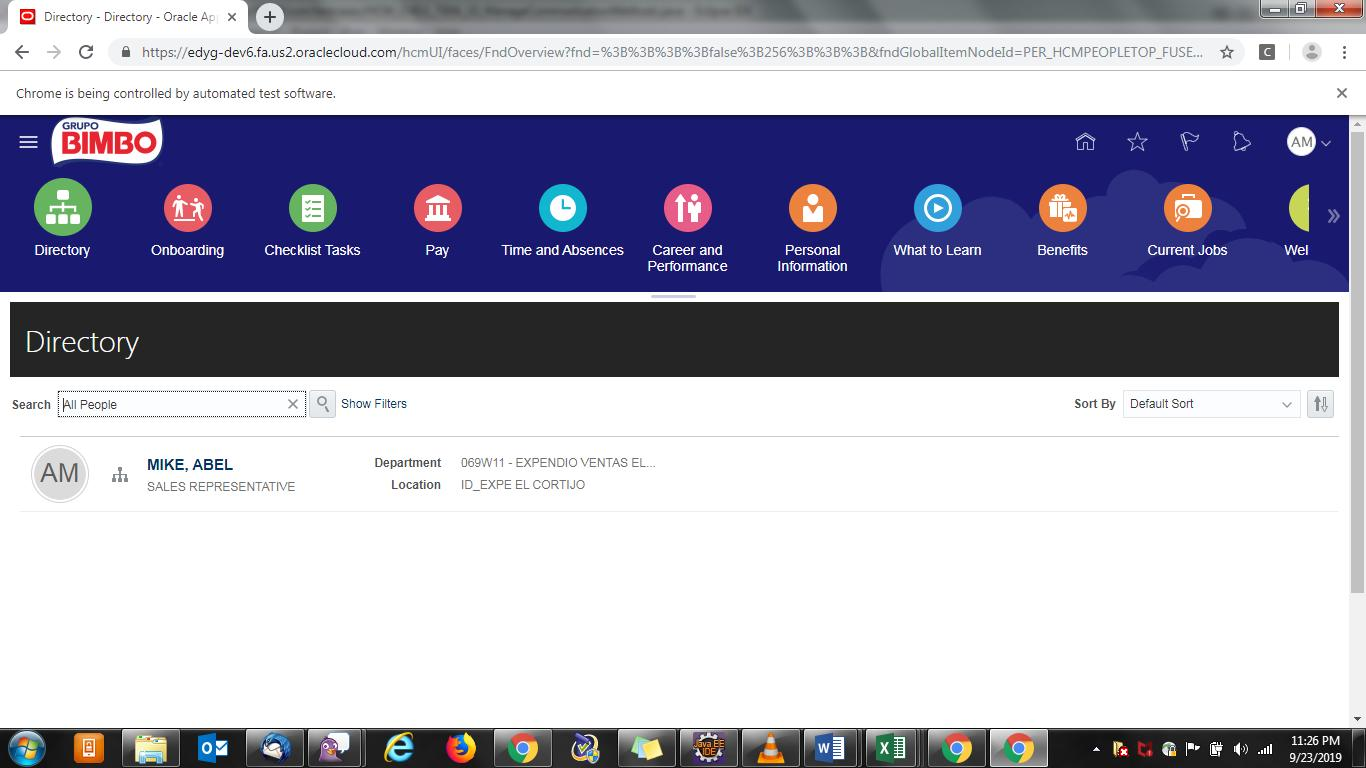 Directory - Directory - Oracle Ap
https://edyg-dev6.fa.us2.oraclecloud.com/hcmUI/faces/FndOverview?fnd=%3B%3B%3B%3Bfalse%3B256%3B%3B%3B&fndGlobalItemNodeId=PER_HCMPEOPLETOP_FUSE...
C
Chrome is being controlled by automated test software.
GRUPO
BIMBO
AM
Directory
Onboarding
Checklist Tasks
Pay
Time and Absences
Career and
Performance
Personal
Information
What to Learn
Benefits
Current Jobs
Wel
Directory
Search All People Show Filters
Sort By Default Sort
AM
MIKE, ABEL
SALES REPRESENTATIVE
Department 069W11 - EXPENDIO VENTAS EL...
Location ID_EXPE EL CORTIJO
Java EE
IDE
11:26 PM
9/23/2019